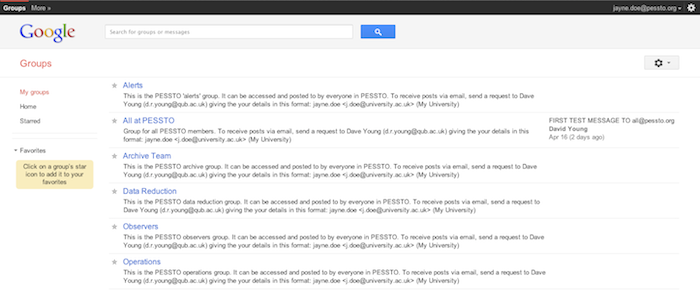 Groups More » jayne.doe@pessto.org
Google Search for groups or messages
Groups
My groups
Home
Starred
Favorites
Click on a group's star
icon to add it to your
favorites
Alerts
This is the PESSTO 'alerts' group. It can be accessed and posted to by everyone in PESSTO. To receive posts via email, send a request to Dave
Young (d.r.young@qub.ac.uk) giving your details in this format: jayne.doe <j.doe@university.ac.uk> (My University)
All at PESSTO
Group for all PESSTO members. To receive posts via email, send a request to Dave Young (d.r.young@qub.ac.uk) giving the your details in this
format: jayne.doe <j.doe@university.ac.uk> (My University)
FIRST TEST MESSAGE TO all@pessto.org
David Young
Apr 16 (2 days ago)
Archive Team
This is the PESSTO archive group. It can be accessed and posted to by everyone in PESSTO. To receive posts via email, send a request to Dave
Young (d.r.young@qub.ac.uk) giving the your details in this format: jayne.doe <j.doe@university.ac.uk> (My University)
Data Reduction
This is the PESSTO data reduction group. It can be accessed and posted to by everyone in PESSTO. To receive posts via email, send a request to
Dave Young (d.r.young@qub.ac.uk) giving the your details in this format: jayne.doe <j.doe@university.ac.uk> (My University)
Observers
This is the PESSTO observers group. It can be accessed and posted to by everyone in PESSTO. To receive posts via email, send a request to Dave
Young (d.r.young@qub.ac.uk) giving the your details in this format: jayne.doe <j.doe@university.ac.uk> (My University)
Operations
This is the PESSTO operations group. It can be accessed and posted to by everyone in PESSTO. To receive posts via email, send a request to Dave
Young (d.r.young@qub.ac.uk) giving the your details in this format: jayne.doe <j.doe@university.ac.uk> (My University)